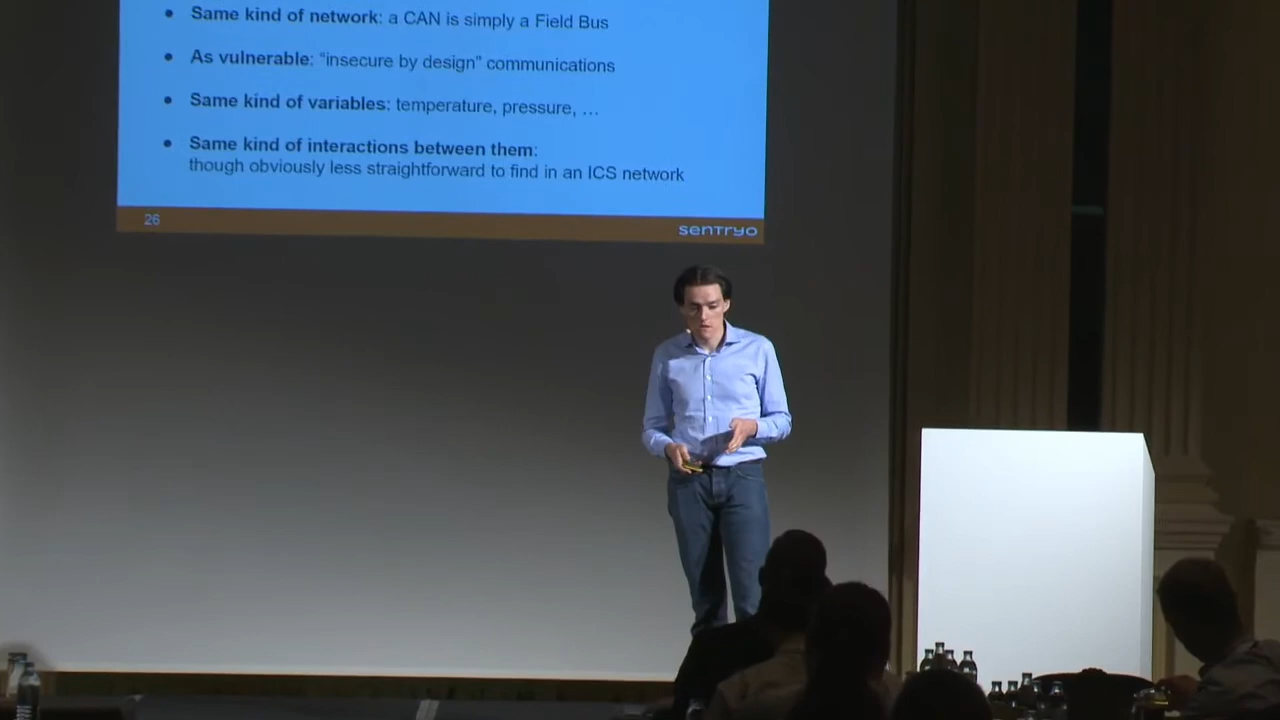 • Same kind of network: a CAN is simply a Field Bus
• As vulnerable: “insecure by design” communications
• Same kind of variables: temperature, pressure, …
• Same kind of interactions between them:
though obviously less straightforward to find in an ICS network
26
sentryo